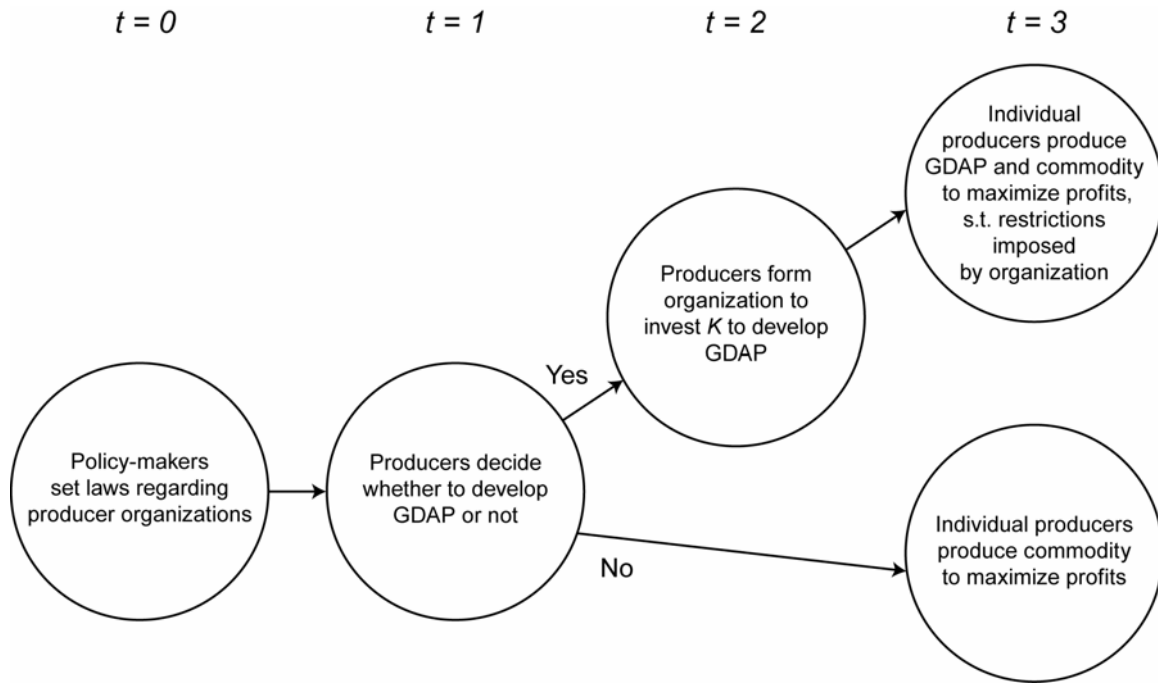 t = 0
t = 1
t = 2
t = 3
Policy-makers
set laws regarding
producer organizations
Producers decide
whether to develop
GDAP or not
Yes
No
Producers form
organization to
invest K to develop
GDAP
Individual
producers produce
GDAP and commodity
to maximize profits,
s.t. restrictions
imposed
by organization
Individual producers
produce commodity
to maximize profits